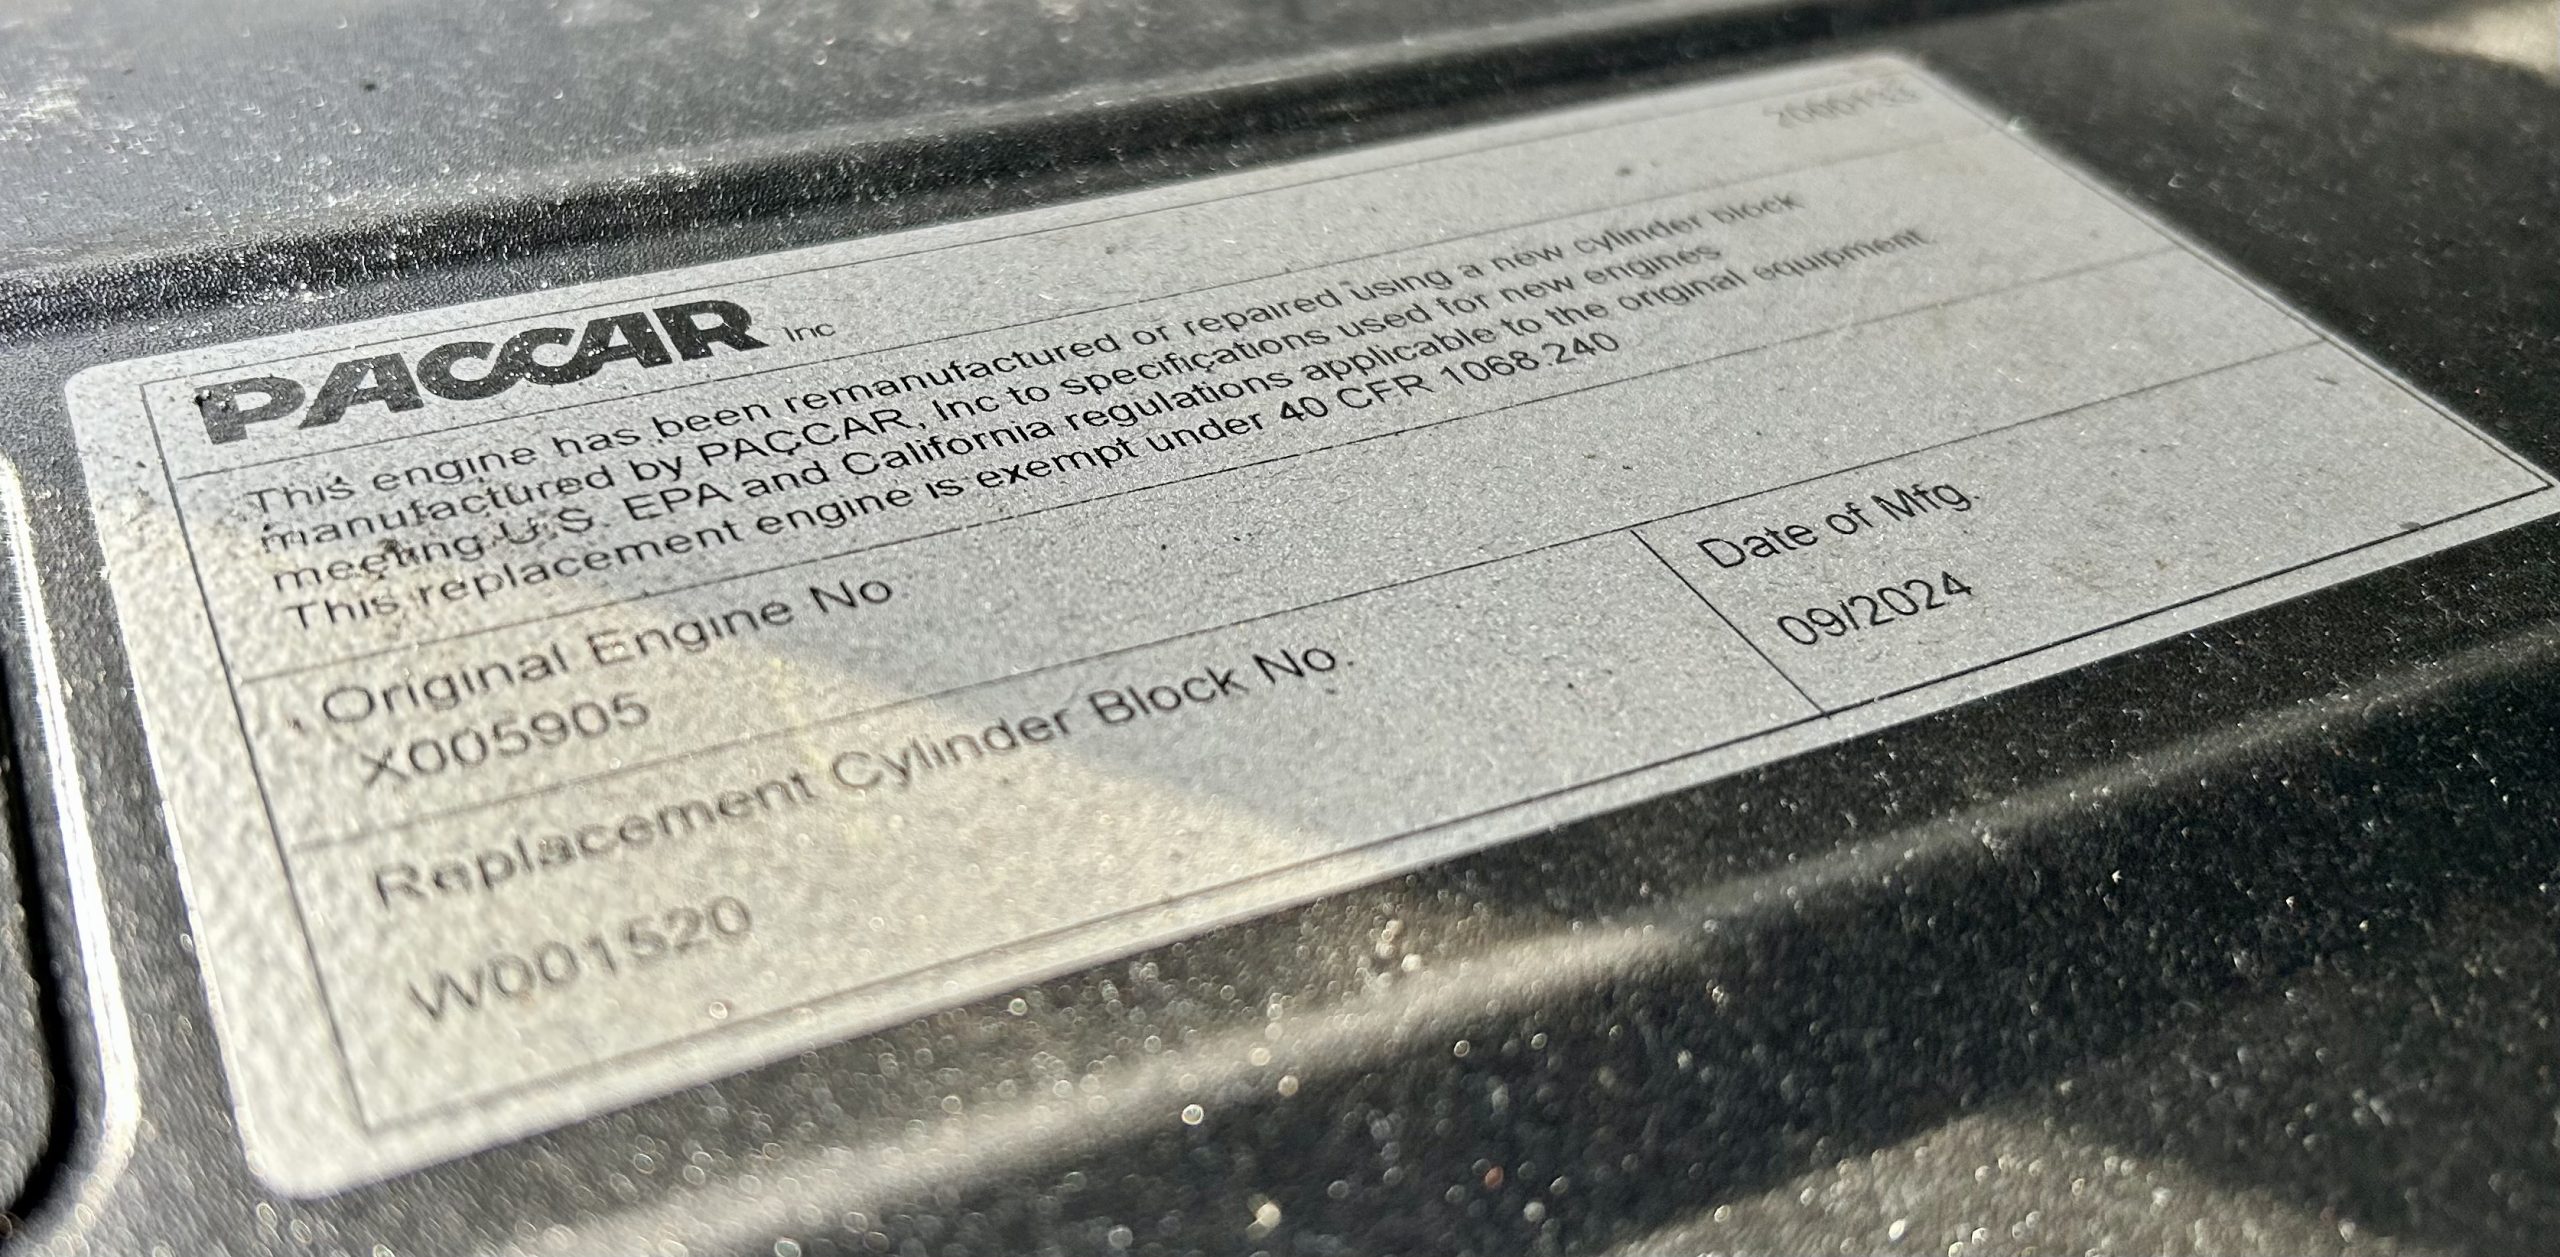 PACCAR Inc
This engine has been remanufactured or repaired using a new cylinder block
manufactured by PACCAR, Inc to specifications used for new engines
meeting U.S. EPA and California regulations applicable to the original equipment.
This replacement engine is exempt under 40 CFR 1068.240
Original Engine No
X005905
Replacement Cylinder Block No.
W001520
Date of Mfg.
09/2024